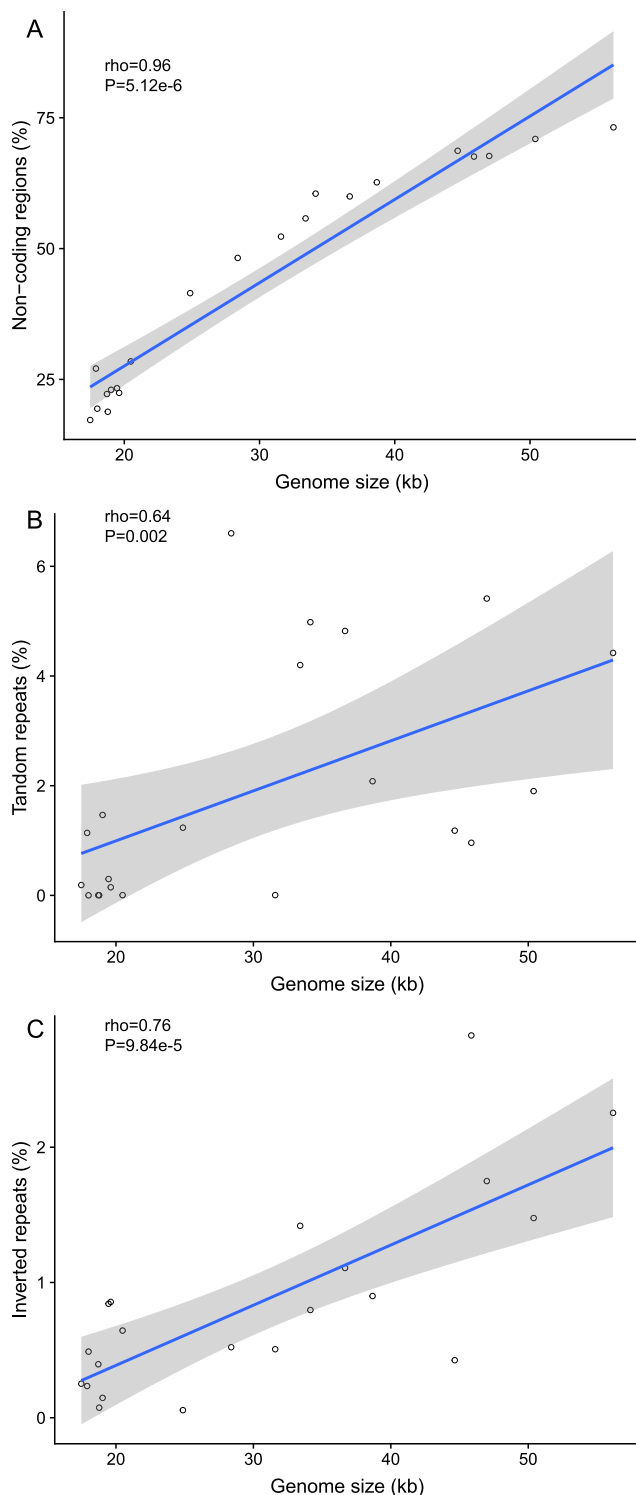 A
rho=0.96
P=5.12e-6
75
50
25
Non−coding regions (%)
20 30 40 50
Genome size (kb)
B
rho=0.64
P=0.002
6
4
2
0
Tandom repeats (%)
20 30 40 50
Genome size (kb)
C
rho=0.76
P=9.84e-5
2
1
0
Inverted repeats (%)
20 30 40 50
Genome size (kb)